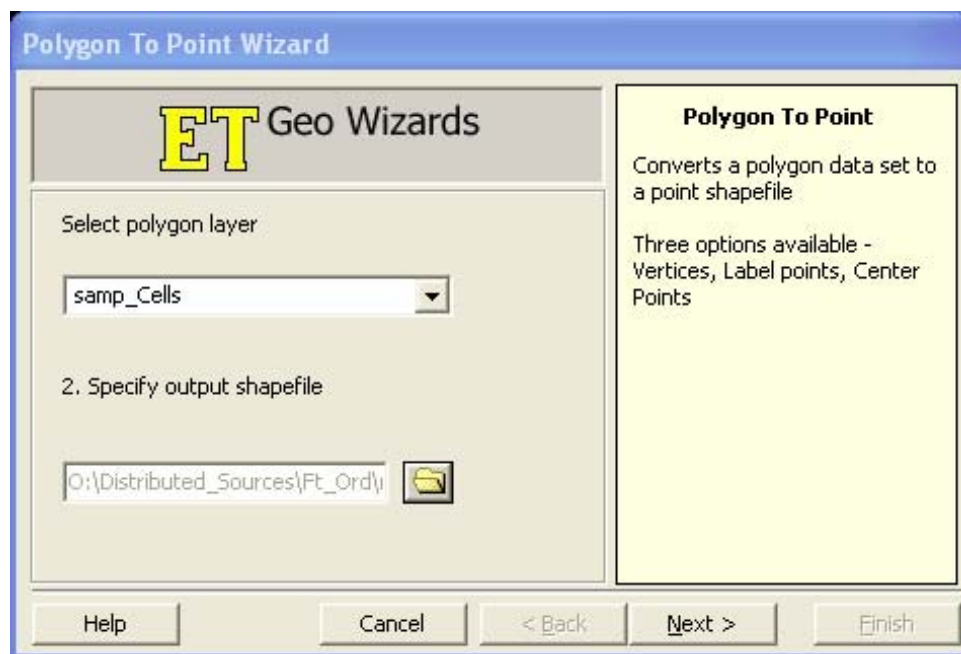 Polygon To Point Wizard
ET Geo Wizards
Select polygon layer
samp_Cells
2. Specify output shapefile
O:\Distributed_Sources\Ft_Ord\
Polygon To Point
Converts a polygon data set to
a point shapefile
Three options available -
Vertices, Label points, Center
Points
Help
Cancel
< Back
Next >
Finish